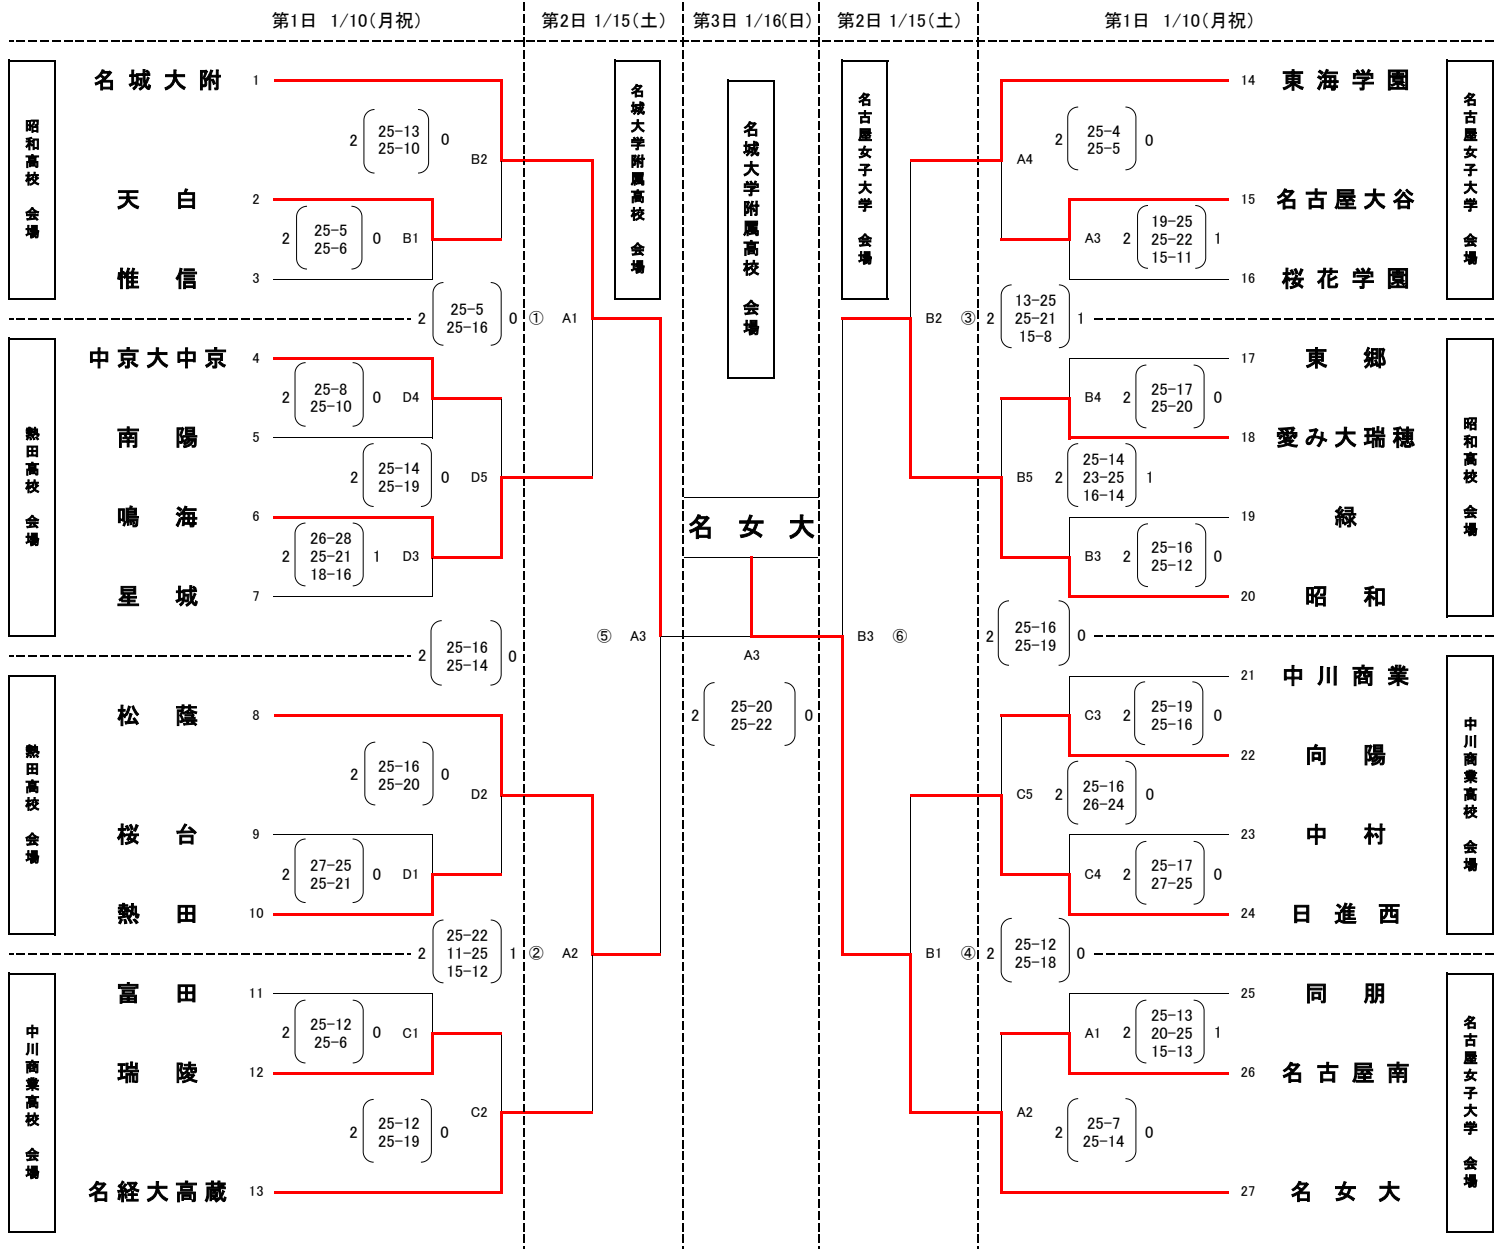 第1日 1/10(月祝)
第2日 1/15(土)
第3日 1/16(日)
第2日 1/15(土)
第1日 1/10(月祝)
昭和高校 会場
名城大附 1
2 25-13 0
25-10
B2
天白 2
2 25-5 0
25-6
B1
惟信 3
2 25-5 0
25-16
① A1
熱田高校 会場
中京大中京 4
2 25-8 0
25-10
D4
南陽 5
2 25-14 0
25-19
D5
鳴海 6
2 26-28 1
25-21
18-16
D3
星城 7
2 25-16 0
25-14
⑤ A3
熱田高校 会場
松蔭 8
2 25-16 0
25-20
D2
桜台 9
2 27-25 0
25-21
D1
熱田 10
2 25-22 1
11-25
15-12
② A2
中川商業高校 会場
富田 11
2 25-12 0
25-6
C1
瑞陵 12
2 25-12 0
25-19
C2
名経大高蔵 13
名城大学附属高校 会場
名城大学附属高校 会場
名女大
A3
2 25-20 0
25-22
名古屋女子大学 会場
14 東海学園
A4
2 25-4 0
25-5
15 名古屋大谷
A3
2 19-25 1
25-22
15-11
16 桜花学園
B2 ③
2 13-25 1
25-21
15-8
名古屋女子大学 会場
17 東郷
B4
2 25-17 0
25-20
18 愛み大瑞穂
B5
2 25-14 1
23-25
16-14
19 緑
B3
2 25-16 0
25-12
20 昭和
昭和高校 会場
B3 ⑥
2 25-16 0
25-19
21 中川商業
C3
2 25-19 0
25-16
22 向陽
C5
2 25-16 0
26-24
23 中村
C4
2 25-17 0
27-25
24 日進西
中川商業高校 会場
B1 ④
2 25-12 0
25-18
25 同朋
A1
2 25-13 1
20-25
15-13
26 名古屋南
A2
2 25-7 0
25-14
27 名女大
名古屋女子大学 会場